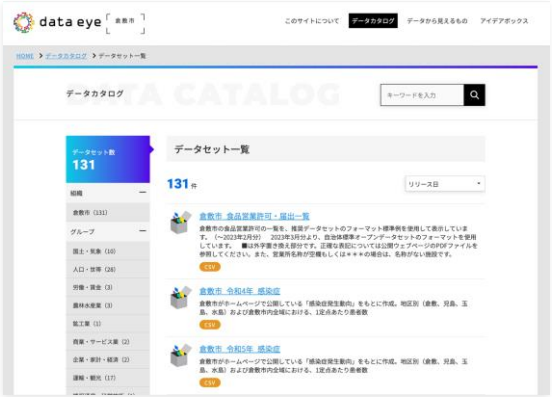 data eye 倉敷市
このサイトについて データカタログ データから見えるもの アイデアボックス
HOME データカタログ データセット一覧
DATA CATALOG
データカタログ
キーワードを入力
データセット数
131
データセット一覧
131 件
リリース日
組織
倉敷市 (131)
グループ
国土・気象 (10)
人口・世帯 (28)
労働・賃金 (3)
農林水産業 (3)
鉱工業 (1)
商業・サービス業 (2)
企業・家計・経済 (2)
運輸・観光 (17)
倉敷市_食品営業許可・届出一覧
倉敷市の食品営業許可の一覧を、推奨データセットのフォーマット標準例を使用して表示していま
す。（～2023年2月分） 2023年3月分より、自治体標準オープンデータセットのフォーマットを使用
しています。 ■は外字書き換え部分です。正確な表記については公開ウェブページのPDFファイルを
参照してください。また、営業所名称が空欄もしくは＊＊＊の場合は、名称がない施設です。
CSV
倉敷市_令和4年_感染症
倉敷市がホームページで公開している「感染症発生動向」をもとに作成。地区別（倉敷、児島、玉
島、水島）および倉敷市内全域における、1定点あたり患者数
CSV
倉敷市_令和5年_感染症
倉敷市がホームページで公開している「感染症発生動向」をもとに作成。地区別（倉敷、児島、玉
島、水島）および倉敷市内全域における、1定点あたり患者数
CSV